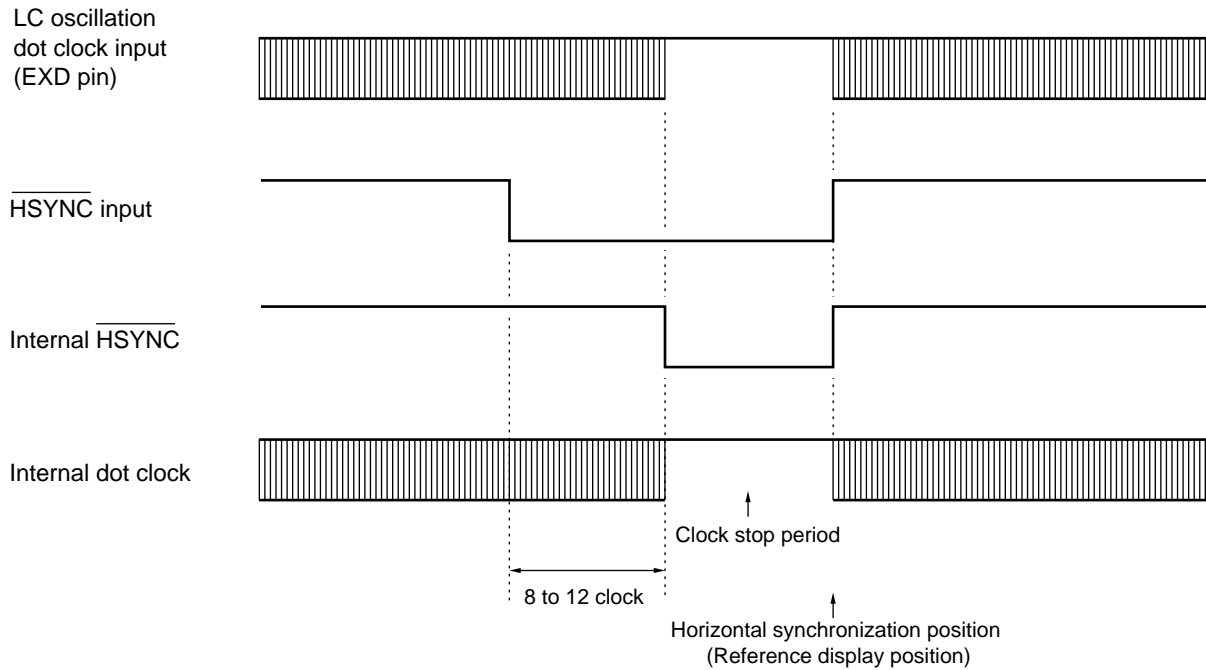 LC oscillation
dot clock input
(EXD pin)
HSYNC input
Internal HSYNC
Internal dot clock
Clock stop period
8 to 12 clock
Horizontal synchronization position
(Reference display position)